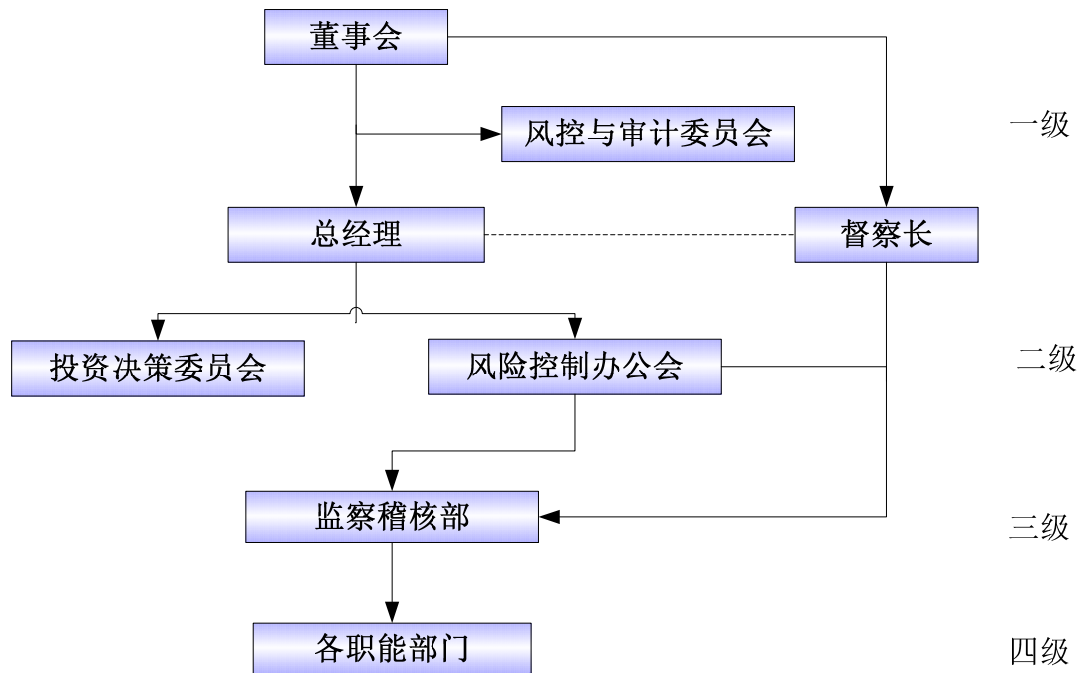 董事会
风控与审计委员会
一级
总经理
督察长
投资决策委员会
风险控制办公会
二级
监察稽核部
三级
各职能部门
四级